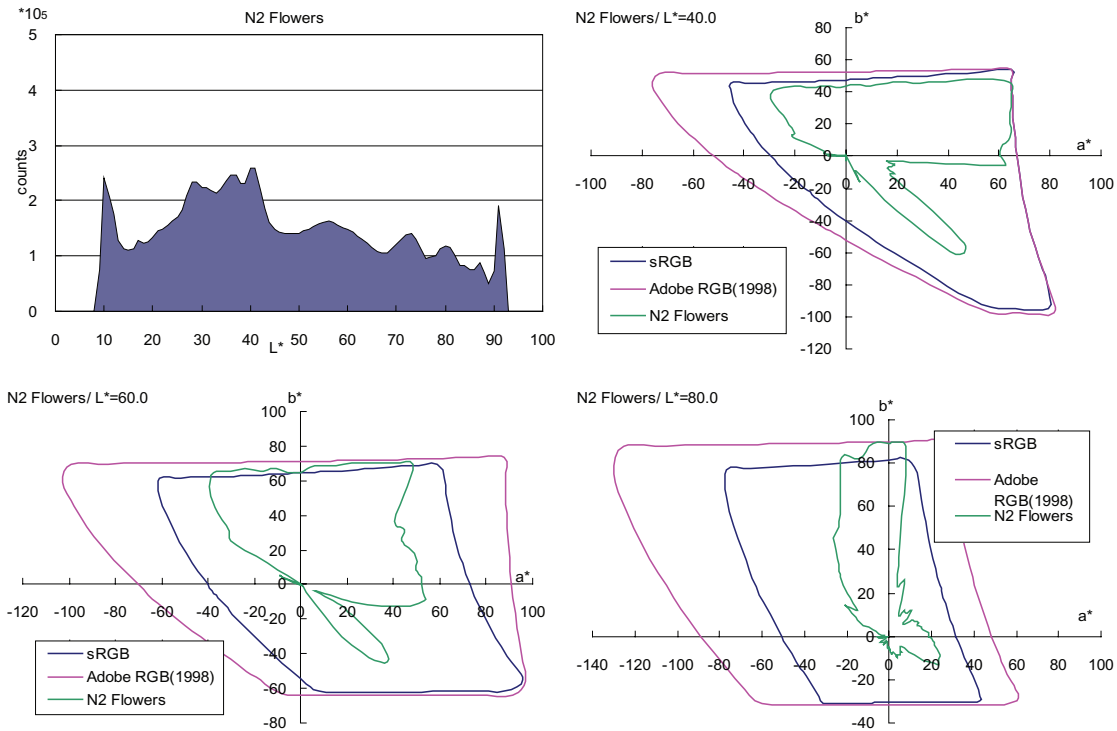 *10⁵
N2 Flowers
5
4
3
2
1
0
counts
0 10 20 30 40 50 60 70 80 90 100
L*
N2 Flowers/ L*=40.0
b*
80
60
40
20
0
-20
-40
-60
-80
-100
-120
a*
-100 -80 -60 -40 -20 0 20 40 60 80 100
sRGB
Adobe RGB(1998)
N2 Flowers
N2 Flowers/ L*=60.0
b*
100
80
60
40
20
0
-20
-40
-60
-80
a*
-120 -100 -80 -60 -40 -20 0 20 40 60 80 100
sRGB
Adobe RGB(1998)
N2 Flowers
N2 Flowers/ L*=80.0
b*
100
80
60
40
20
0
-20
-40
a*
-140 -120 -100 -80 -60 -40 -20 0 20 40 60 80 100
sRGB
Adobe
RGB(1998)
N2 Flowers